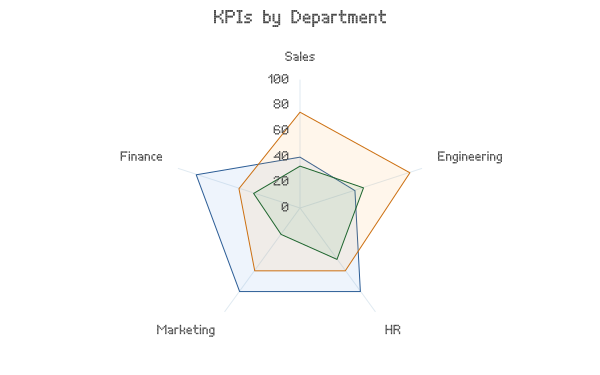 KPIs by Department
Sales
100
80
60
40
20
0
Finance
Engineering
Marketing
HR